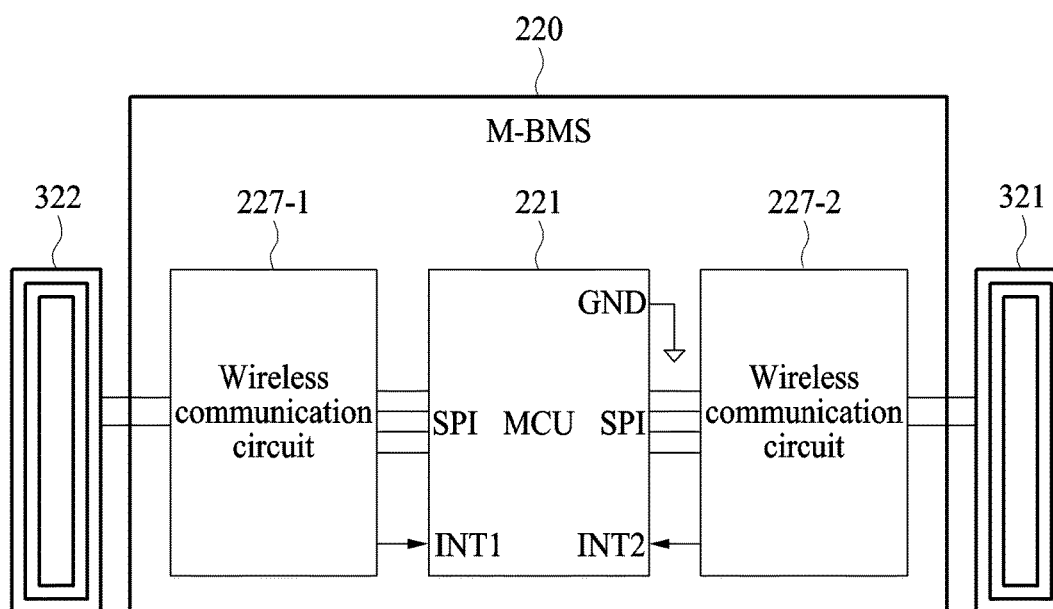 220
M-BMS
322
227-1
221
227-2
321
GND
Wireless
communication
circuit
SPI
MCU
SPI
Wireless
communication
circuit
INT1
INT2